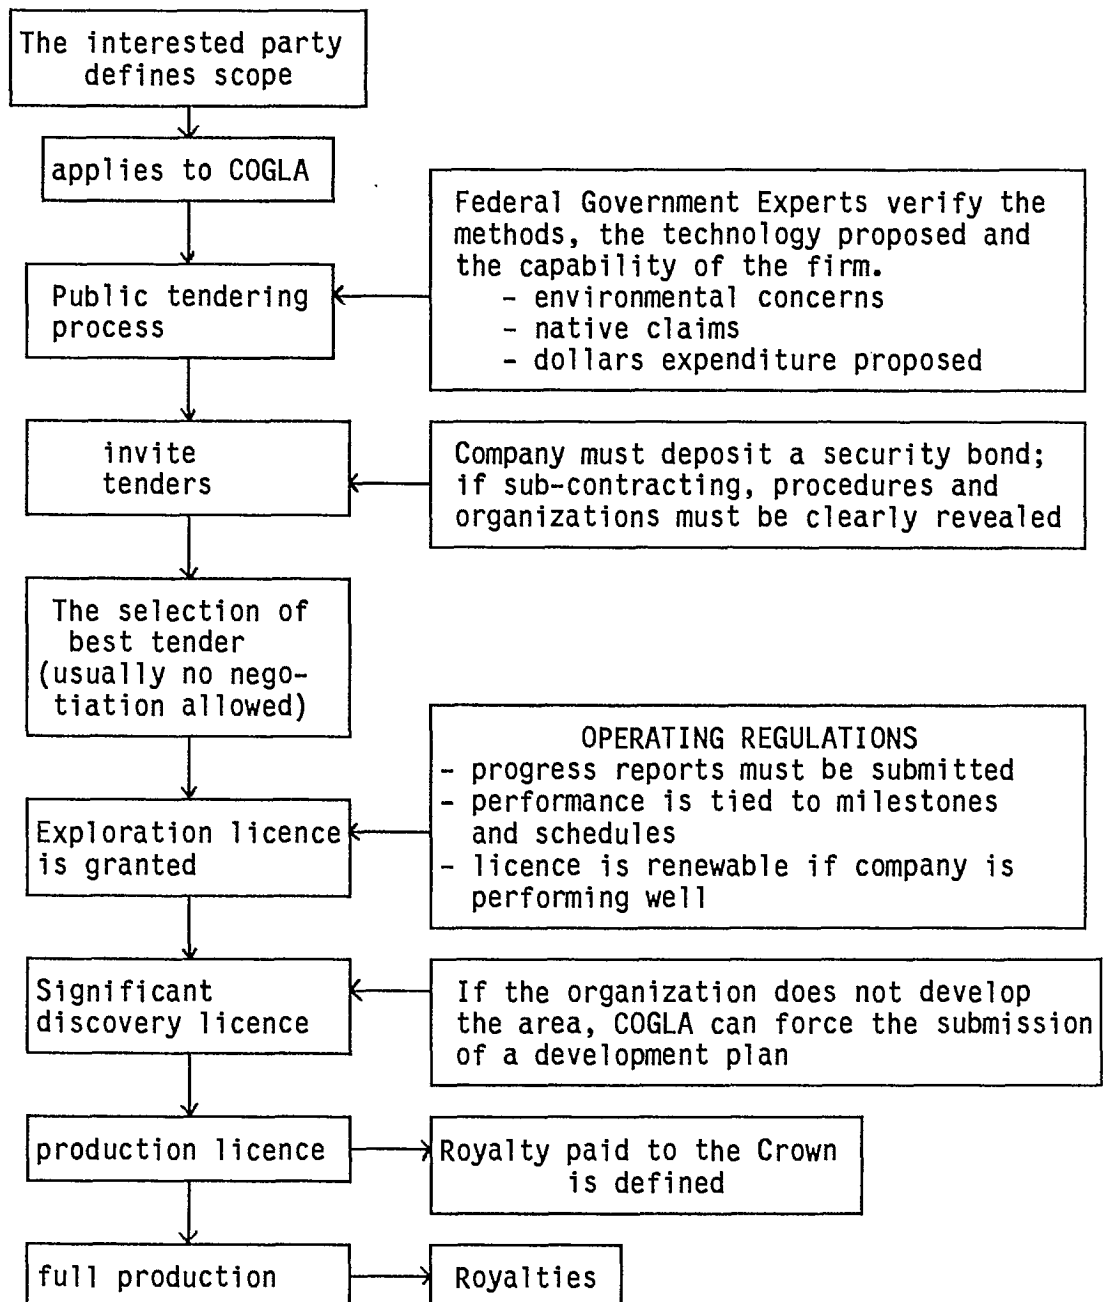 The interested party
defines scope
applies to COGLA
Public tendering
process
Federal Government Experts verify the
methods, the technology proposed and
the capability of the firm.
- environmental concerns
- native claims
- dollars expenditure proposed
invite
tenders
Company must deposit a security bond;
if sub-contracting, procedures and
organizations must be clearly revealed
The selection of
best tender
(usually no nego-
tiation allowed)
Exploration licence
is granted
OPERATING REGULATIONS
- progress reports must be submitted
- performance is tied to milestones
and schedules
- licence is renewable if company is
performing well
Significant
discovery licence
If the organization does not develop
the area, COGLA can force the submission
of a development plan
production licence
Royalty paid to the Crown
is defined
full production
Royalties